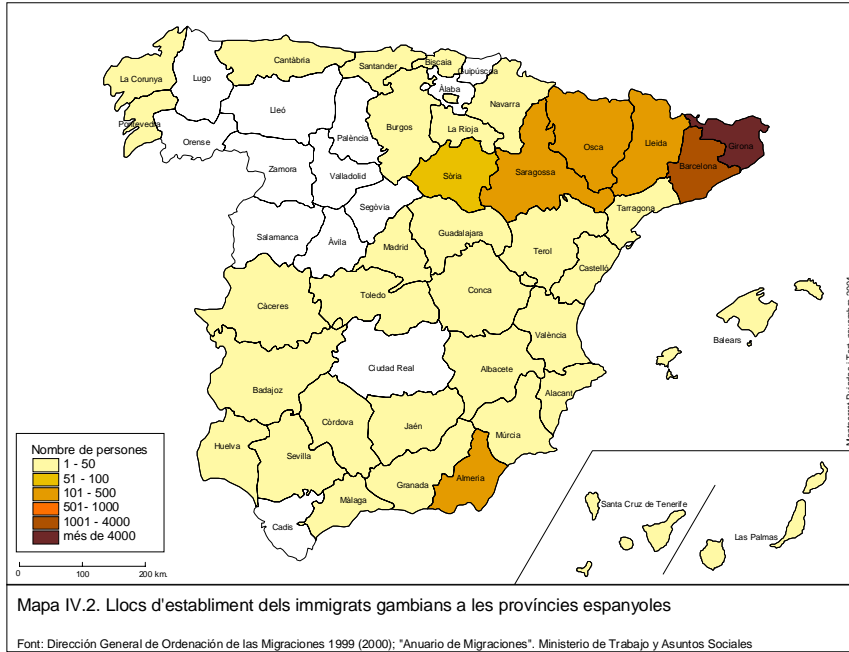 Cantàbria
Santander
Biscaia
Guipúscoa
La Corunya
Lugo
Àlaba
Navarra
Pontevedra
Lleó
Palència
Burgos
La Rioja
Orense
Osca
Lleida
Girona
Barcelona
Zamora
Valladolid
Sòria
Saragossa
Segòvia
Tarragona
Salamanca
Àvila
Madrid
Guadalajara
Terol
Castelló
Càceres
Toledo
Conca
València
Balears
Ciudad Real
Albacete
Badajoz
Alacant
Còrdova
Jaén
Múrcia
Huelva
Sevilla
Granada
Almeria
Màlaga
Cadis
Santa Cruz de Tenerife
Las Palmas
Nombre de persones
1 - 50
51 - 100
101 - 500
501- 1000
1001 - 4000
més de 4000
0 100 200 km.
Mapa IV.2. Llocs d'establiment dels immigrats gambians a les províncies espanyoles
Font: Dirección General de Ordenación de las Migraciones 1999 (2000); "Anuario de Migraciones". Ministerio de Trabajo y Asuntos Sociales